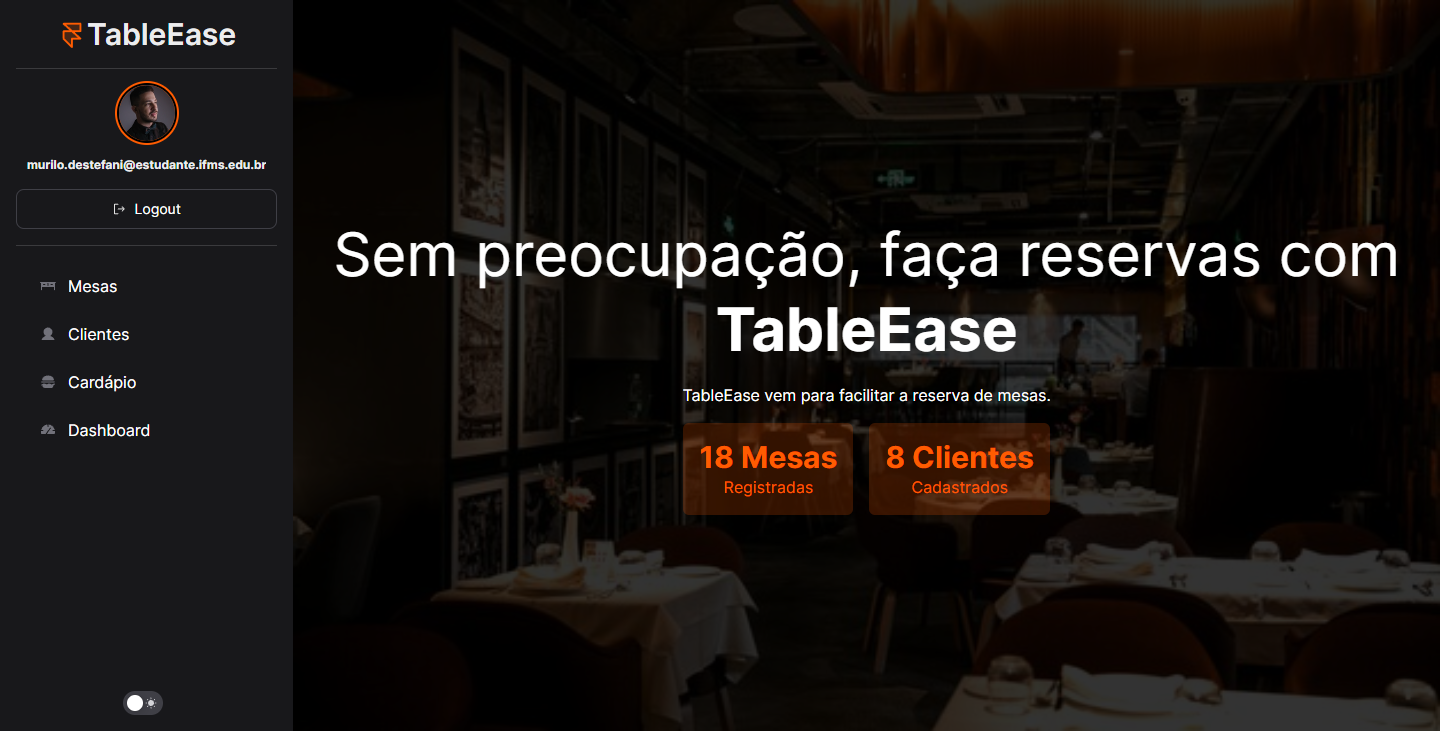 TableEase
murilo.destefani@estudante.ifms.edu.br
Logout
Mesas
Clientes
Cardápio
Dashboard
Sem preocupação, faça reservas com
TableEase
TableEase vem para facilitar a reserva de mesas.
18 Mesas
Registradas
8 Clientes
Cadastrados